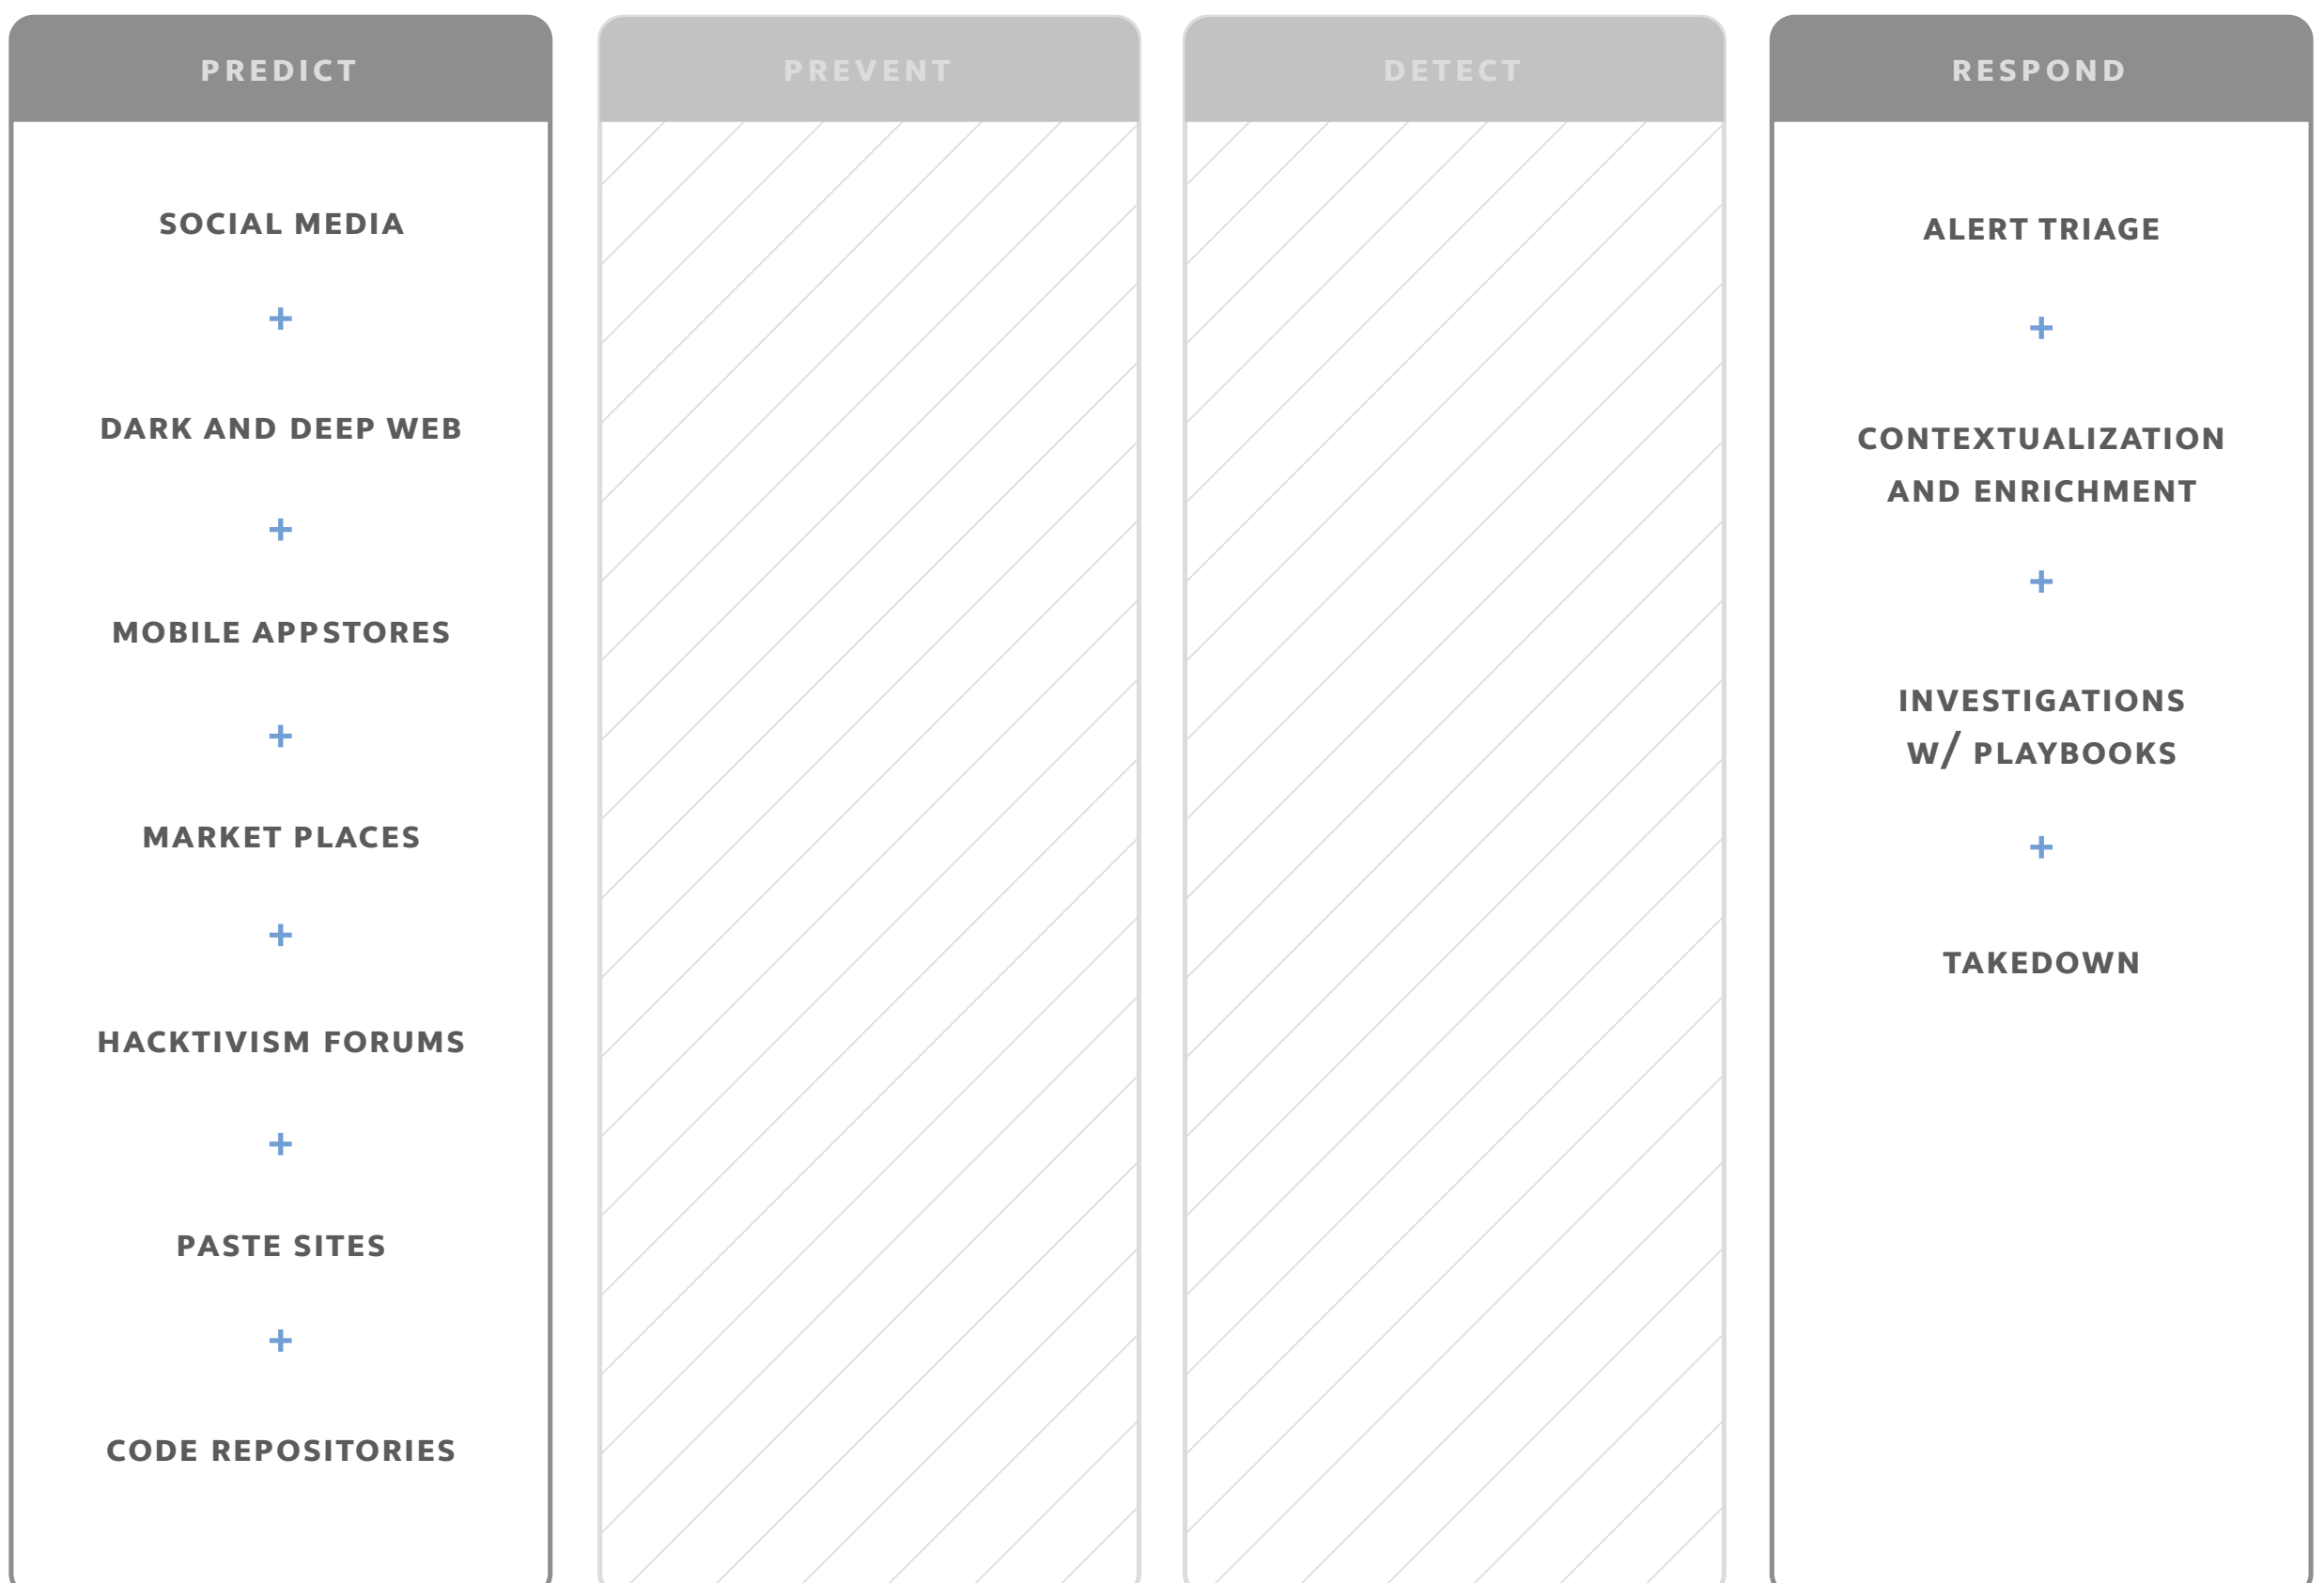 PREDICT
SOCIAL MEDIA
+
DARK AND DEEP WEB
+
MOBILE APPSTORES
+
MARKET PLACES
+
HACKTIVISM FORUMS
+
PASTE SITES
+
CODE REPOSITORIES
PREVENT
DETECT
RESPOND
ALERT TRIAGE
+
CONTEXTUALIZATION
AND ENRICHMENT
+
INVESTIGATIONS
W/ PLAYBOOKS
+
TAKEDOWN